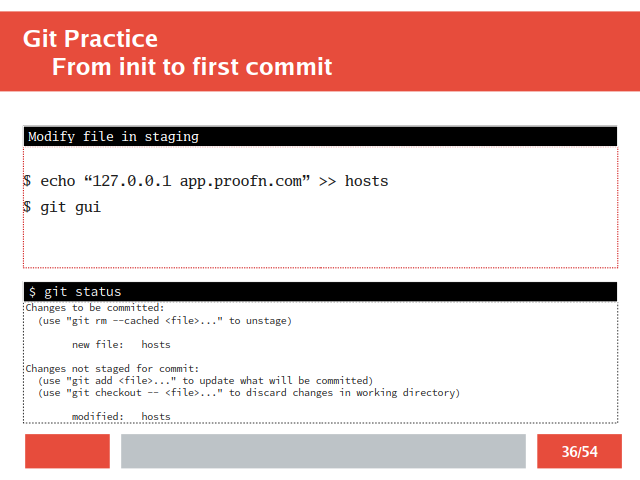 Git Practice
From init to first commit
Modify file in staging
$ echo “127.0.0.1 app.proofn.com” >> hosts
$ git gui
$ git status
Changes to be committed:
(use "git rm --cached <file>..." to unstage)
new file: hosts
Changes not staged for commit:
(use "git add <file>..." to update what will be committed)
(use "git checkout -- <file>..." to discard changes in working directory)
modified: hosts
36/54